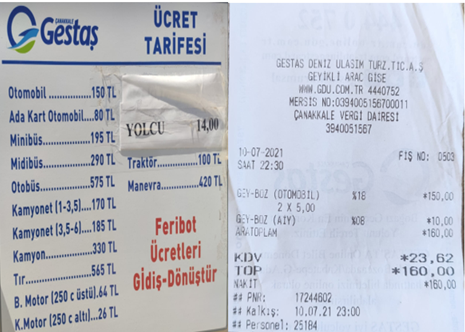 ÇANAKKALE
Gestaş
ÜCRET
TARİFESİ
Otomobil...............150 TL
Ada Kart Otomobil....80 TL
Minibüs................195 TL
Midibüs................290 TL
Otobüs.................575 TL
Kamyonet (1-3,5)....170 TL
Kamyonet (3,5-6)....185 TL
Kamyon...............330 TL
Tır......................565 TL
B. Motor (250 c üstü).64 TL
K.Motor (250 c altı)...26 TL
YOLCU 14,00
Traktör............100 TL
Manevra..........420 TL
Feribot
Ücretleri
Gidiş-Dönüştür
GESTAS DENIZ ULASIM TURZ.TIC.A.Ş
GEYIKLI ARAC GISE
WWW.GDU.COM.TR 4440752
MERSIS NO:0394005156700011
ÇANAKKALE VERGI DAIRESI
3940051567
10-07-2021 FIŞ NO: 0503
SAAT 22:30
GEY-BOZ (OTOMOBIL) %18 *150,00
2 X 5,00
GEY-BOZ (AIY) %08 *10,00
ARATOPLAM *160,00
KDV *23,62
TOP *160,00
NAKIT *160,00
## PNR: 17244602
## Kalkış: 10.07.21 23:00
## Personel: 25184